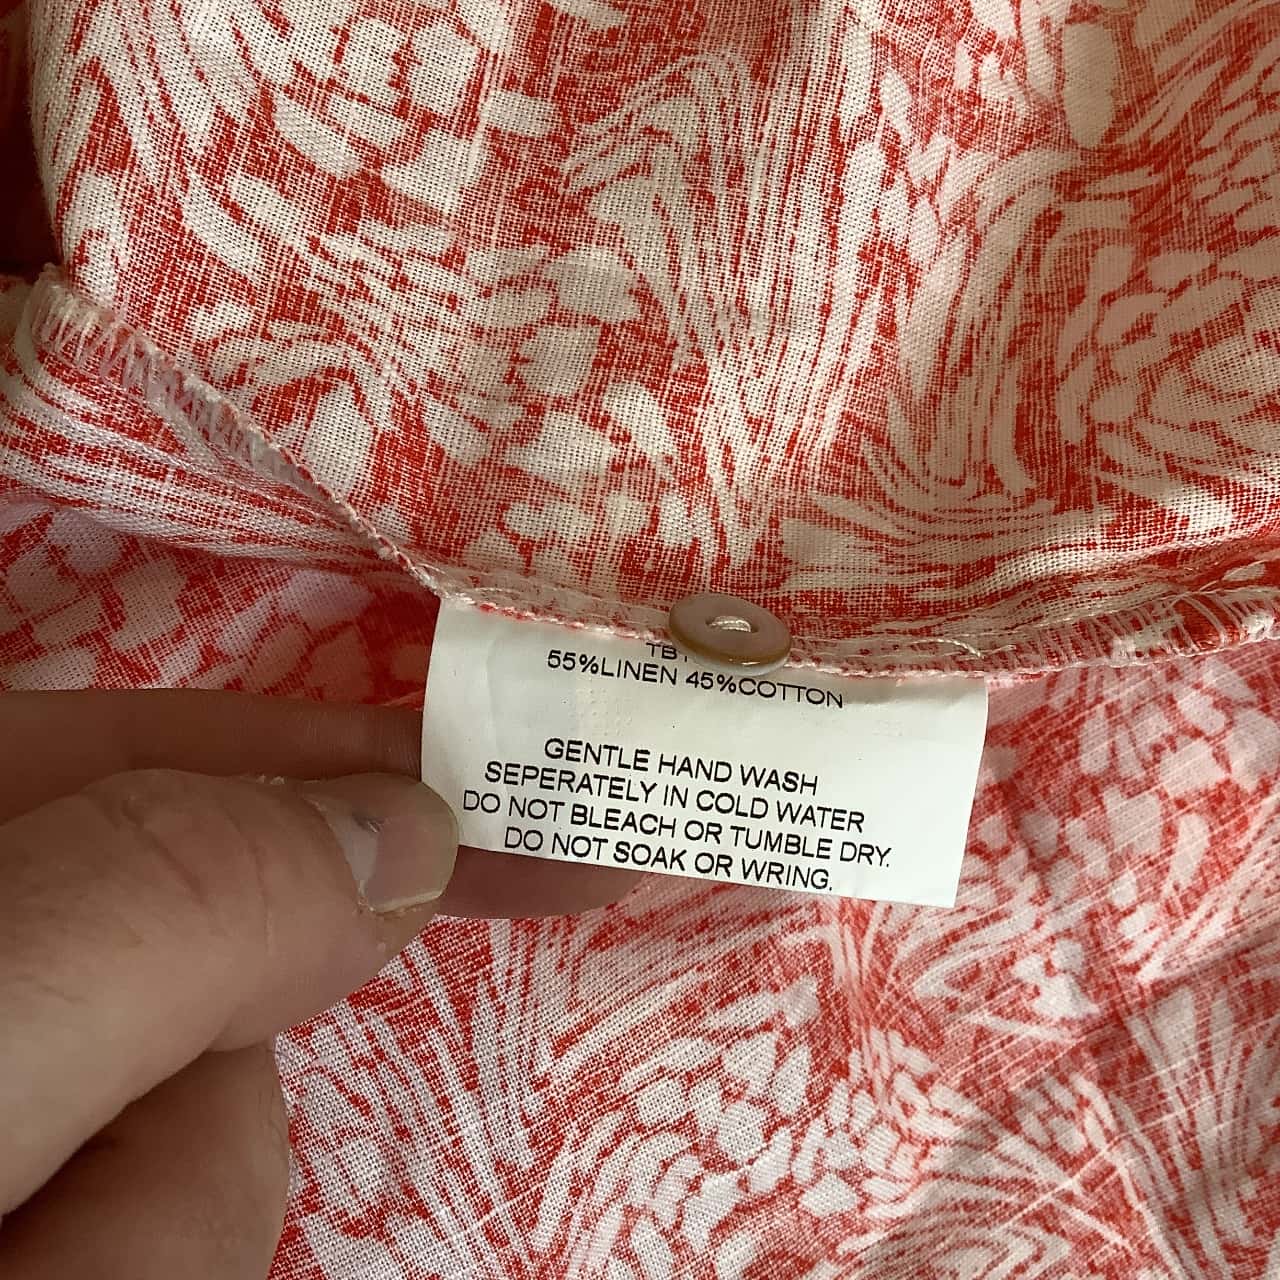 55%LINEN 45%COTTON
GENTLE HAND WASH
SEPERATELY IN COLD WATER
DO NOT BLEACH OR TUMBLE DRY.
DO NOT SOAK OR WRING.